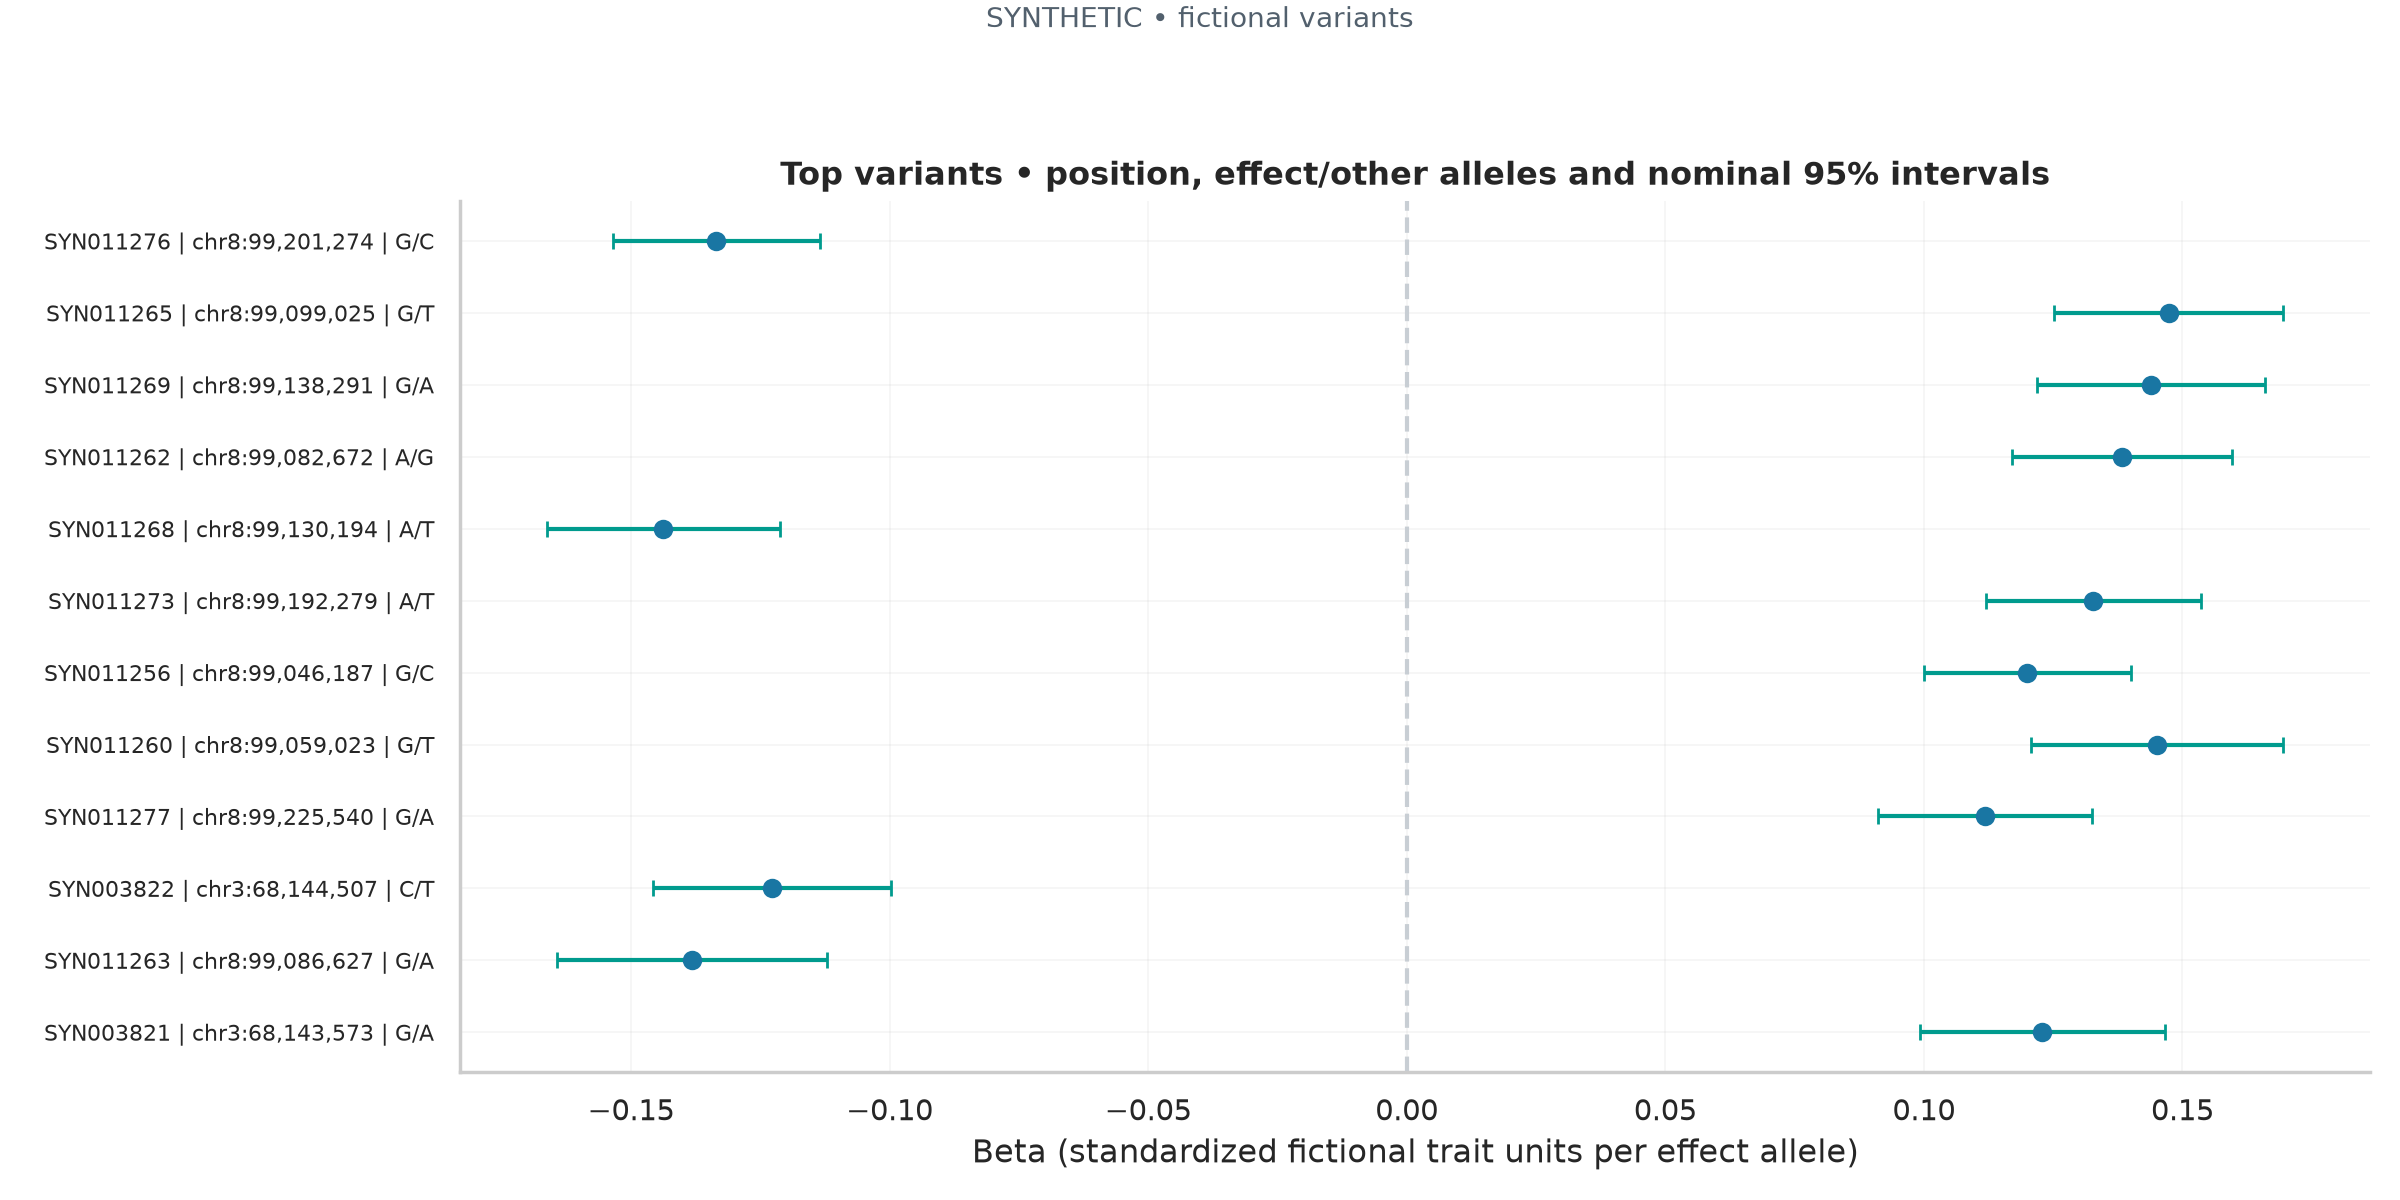 SYNTHETIC • fictional variants
Top variants • position, effect/other alleles and nominal 95% intervals
SYN011276 | chr8:99,201,274 | G/C
SYN011265 | chr8:99,099,025 | G/T
SYN011269 | chr8:99,138,291 | G/A
SYN011262 | chr8:99,082,672 | A/G
SYN011268 | chr8:99,130,194 | A/T
SYN011273 | chr8:99,192,279 | A/T
SYN011256 | chr8:99,046,187 | G/C
SYN011260 | chr8:99,059,023 | G/T
SYN011277 | chr8:99,225,540 | G/A
SYN003822 | chr3:68,144,507 | C/T
SYN011263 | chr8:99,086,627 | G/A
SYN003821 | chr3:68,143,573 | G/A
−0.15 −0.10 −0.05 0.00 0.05 0.10 0.15
Beta (standardized fictional trait units per effect allele)